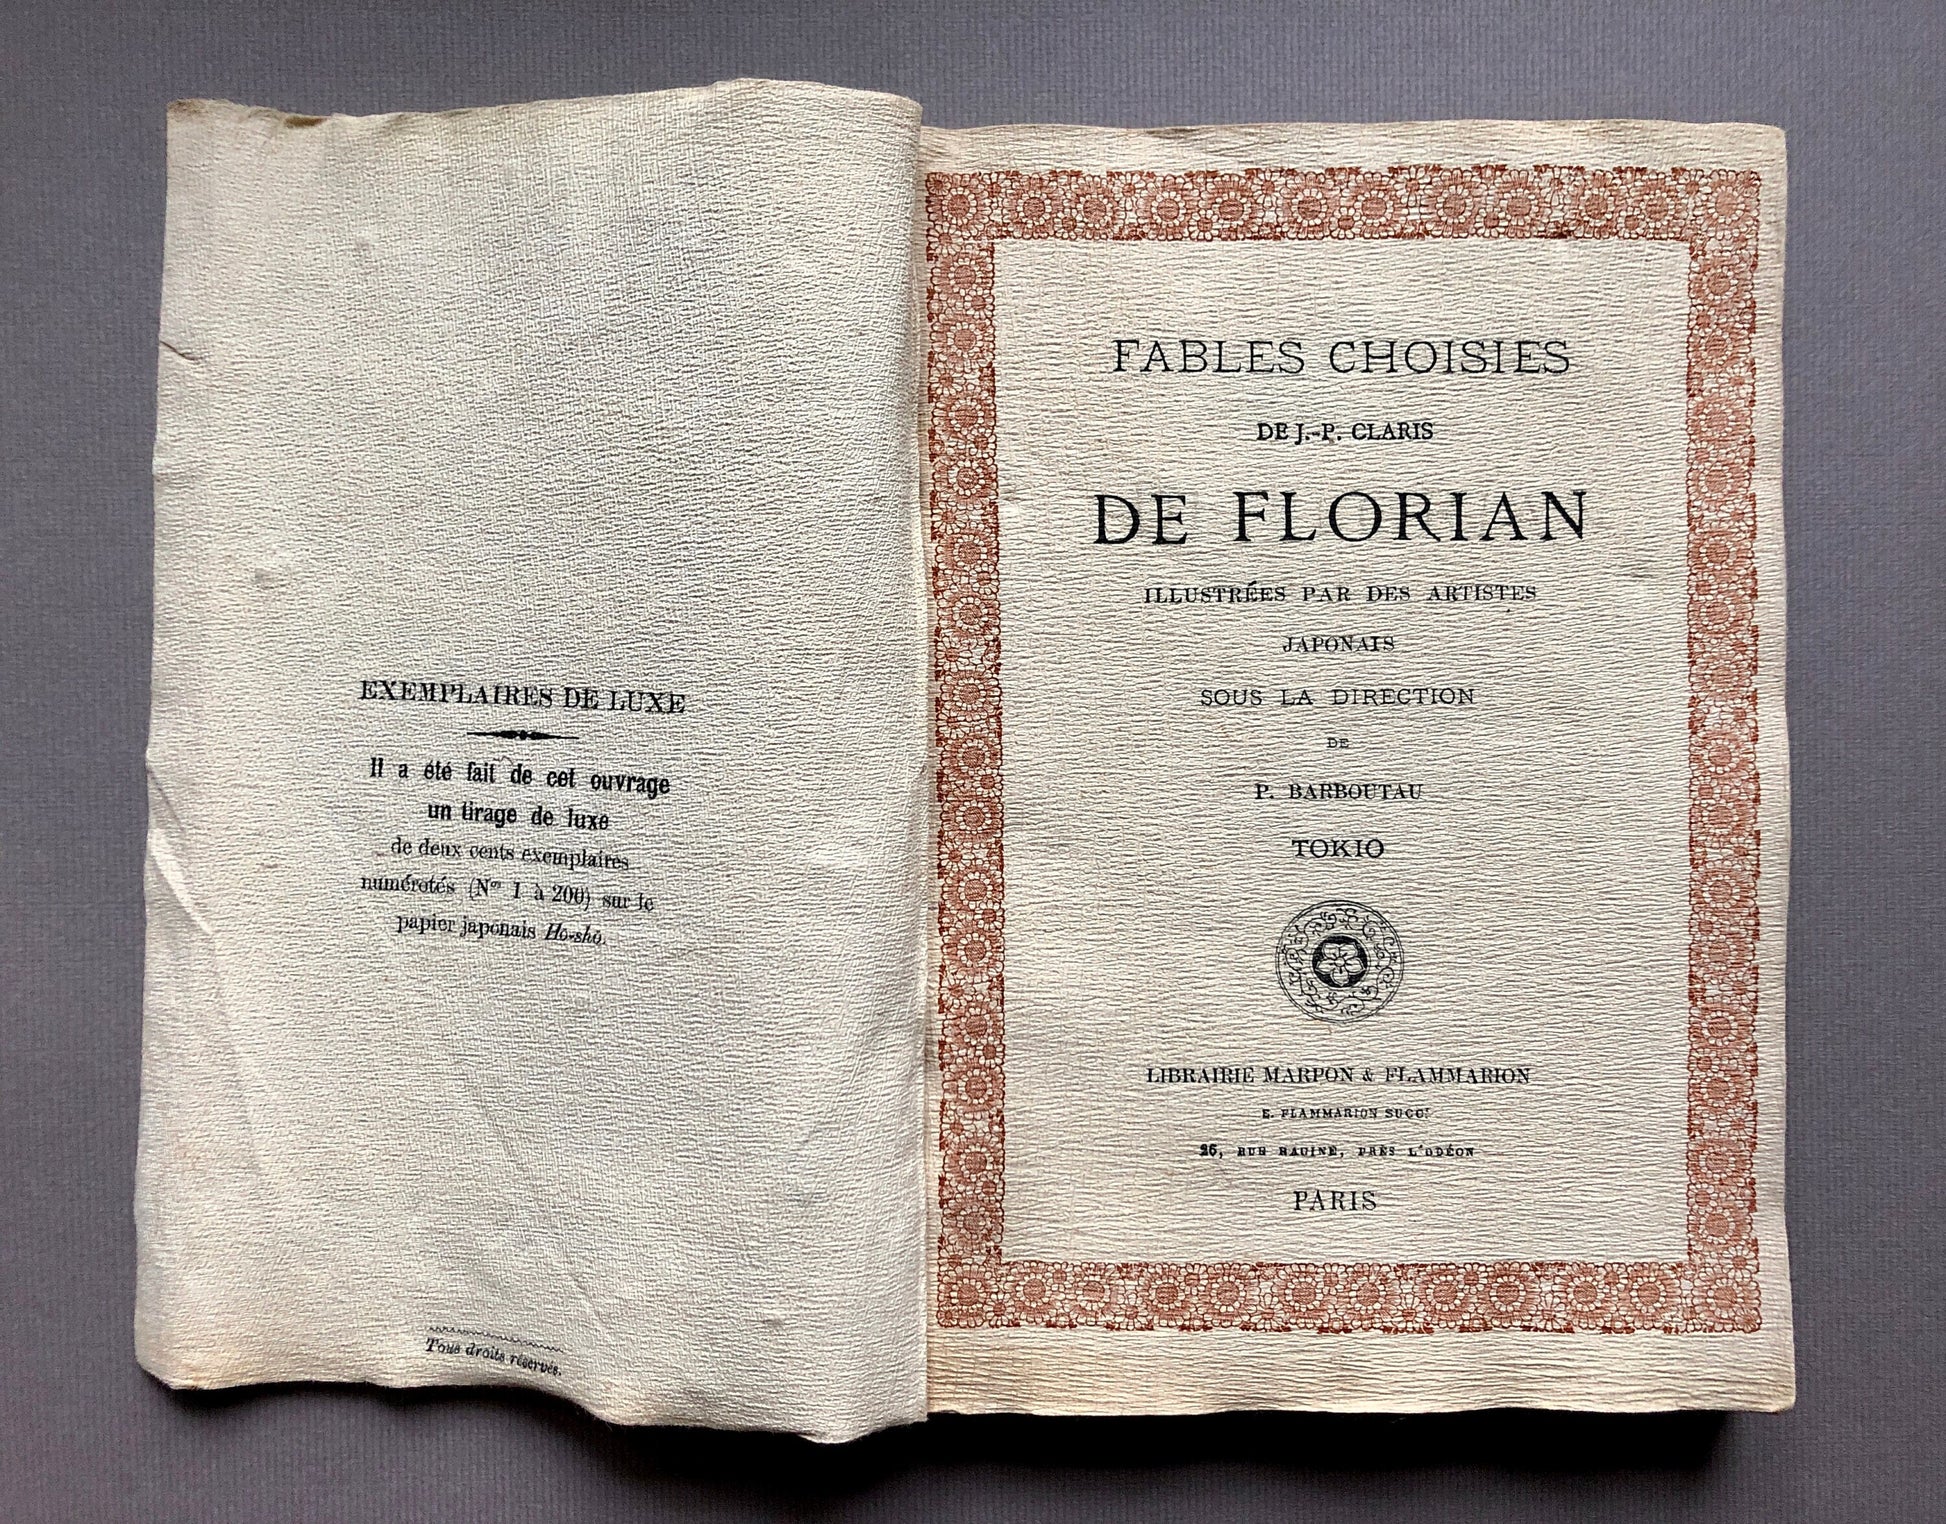 EXEMPLAIRES DE LUXE
Il a été fait de cet ouvrage
un tirage de luxe
de deux cents exemplaires
numérotés (Nos 1 à 200) sur le
papier japonais Hô-shô.
Tous droits réservés.
FABLES CHOISIES
DE J.-P. CLARIS
DE FLORIAN
ILLUSTRÉES PAR DES ARTISTES
JAPONAIS
SOUS LA DIRECTION
DE
P. BARBOUTAU
TOKIO
LIBRAIRIE MARPON & FLAMMARION
E. FLAMMARION SUCCr
26, RUE RACINE, PRÈS L'ODÉON
PARIS